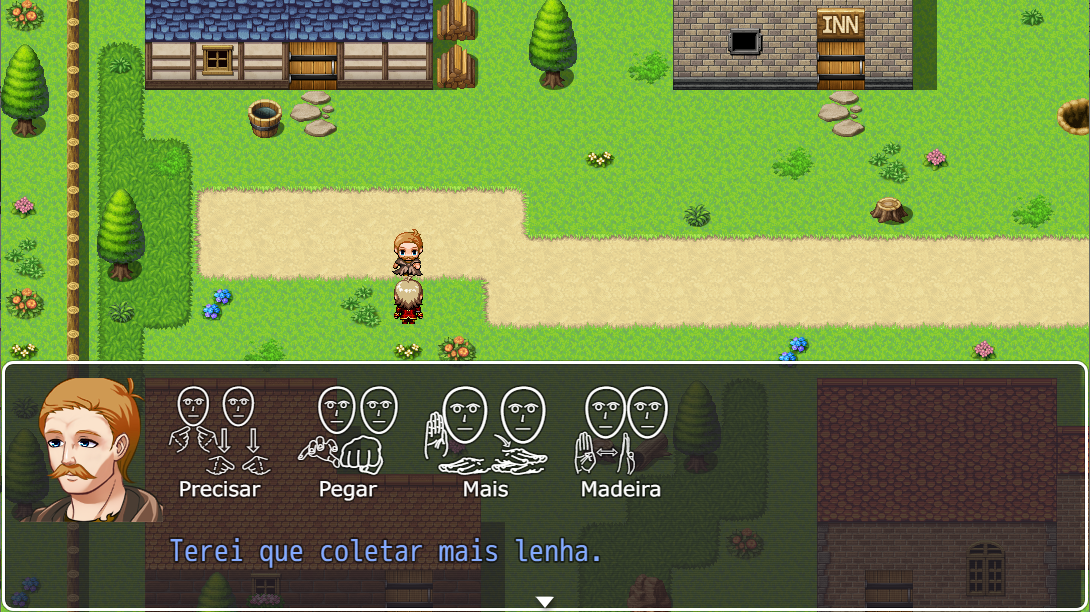 INN
Precisar Pegar Mais Madeira
Terei que coletar mais lenha.